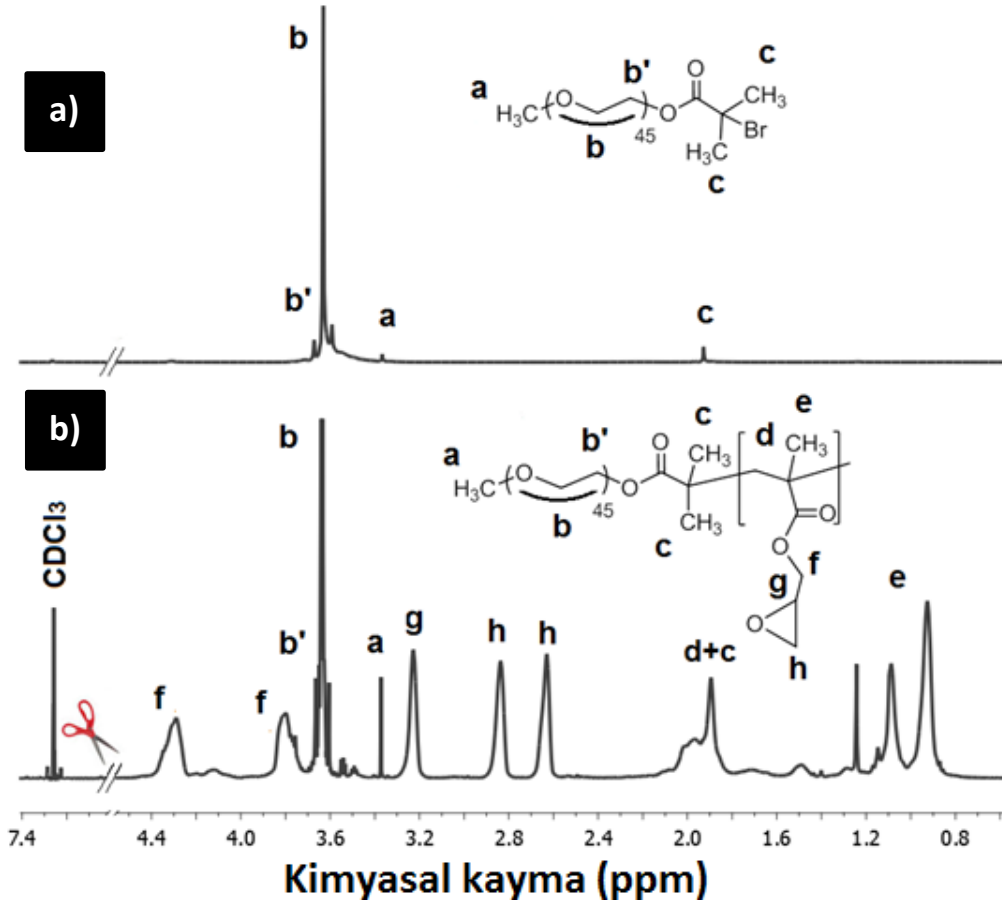 a)
b
b'
a
c
a
b'
c
H3C
O
b
45
O
O
CH3
Br
H3C
c
b)
CDCl3
f
f
b'
b
a
g
h
h
d+c
e
a
b'
c
d
e
H3C
O
b
45
O
O
CH3
CH3
c
CH3
O
O
f
g
O
h
7.4
4.4
4.0
3.6
3.2
2.8
2.4
2.0
1.6
1.2
0.8
Kimyasal kayma (ppm)